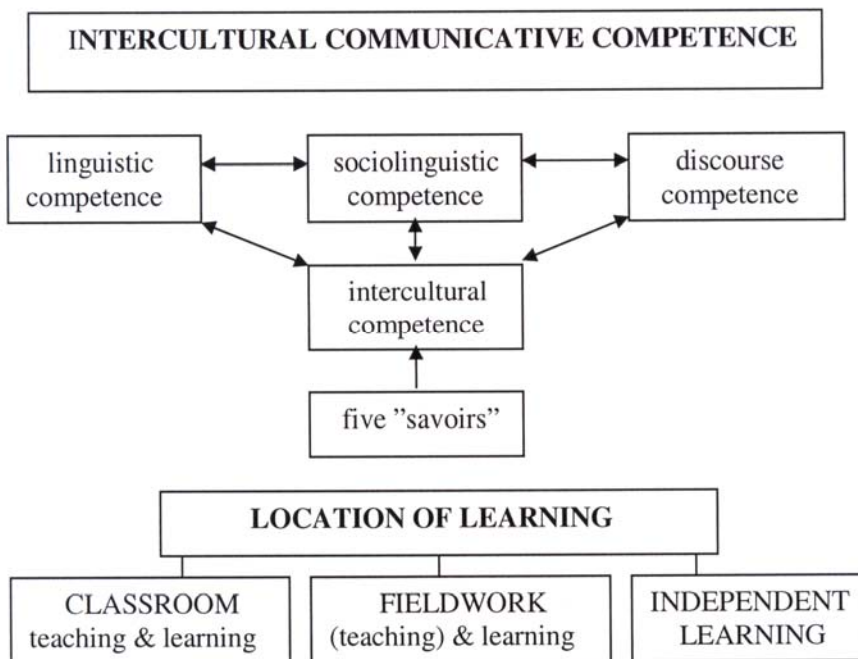 INTERCULTURAL COMMUNICATIVE COMPETENCE
linguistic
competence
sociolinguistic
competence
discourse
competence
intercultural
competence
five ”savoirs”
LOCATION OF LEARNING
CLASSROOM
teaching & learning
FIELDWORK
(teaching) & learning
INDEPENDENT
LEARNING